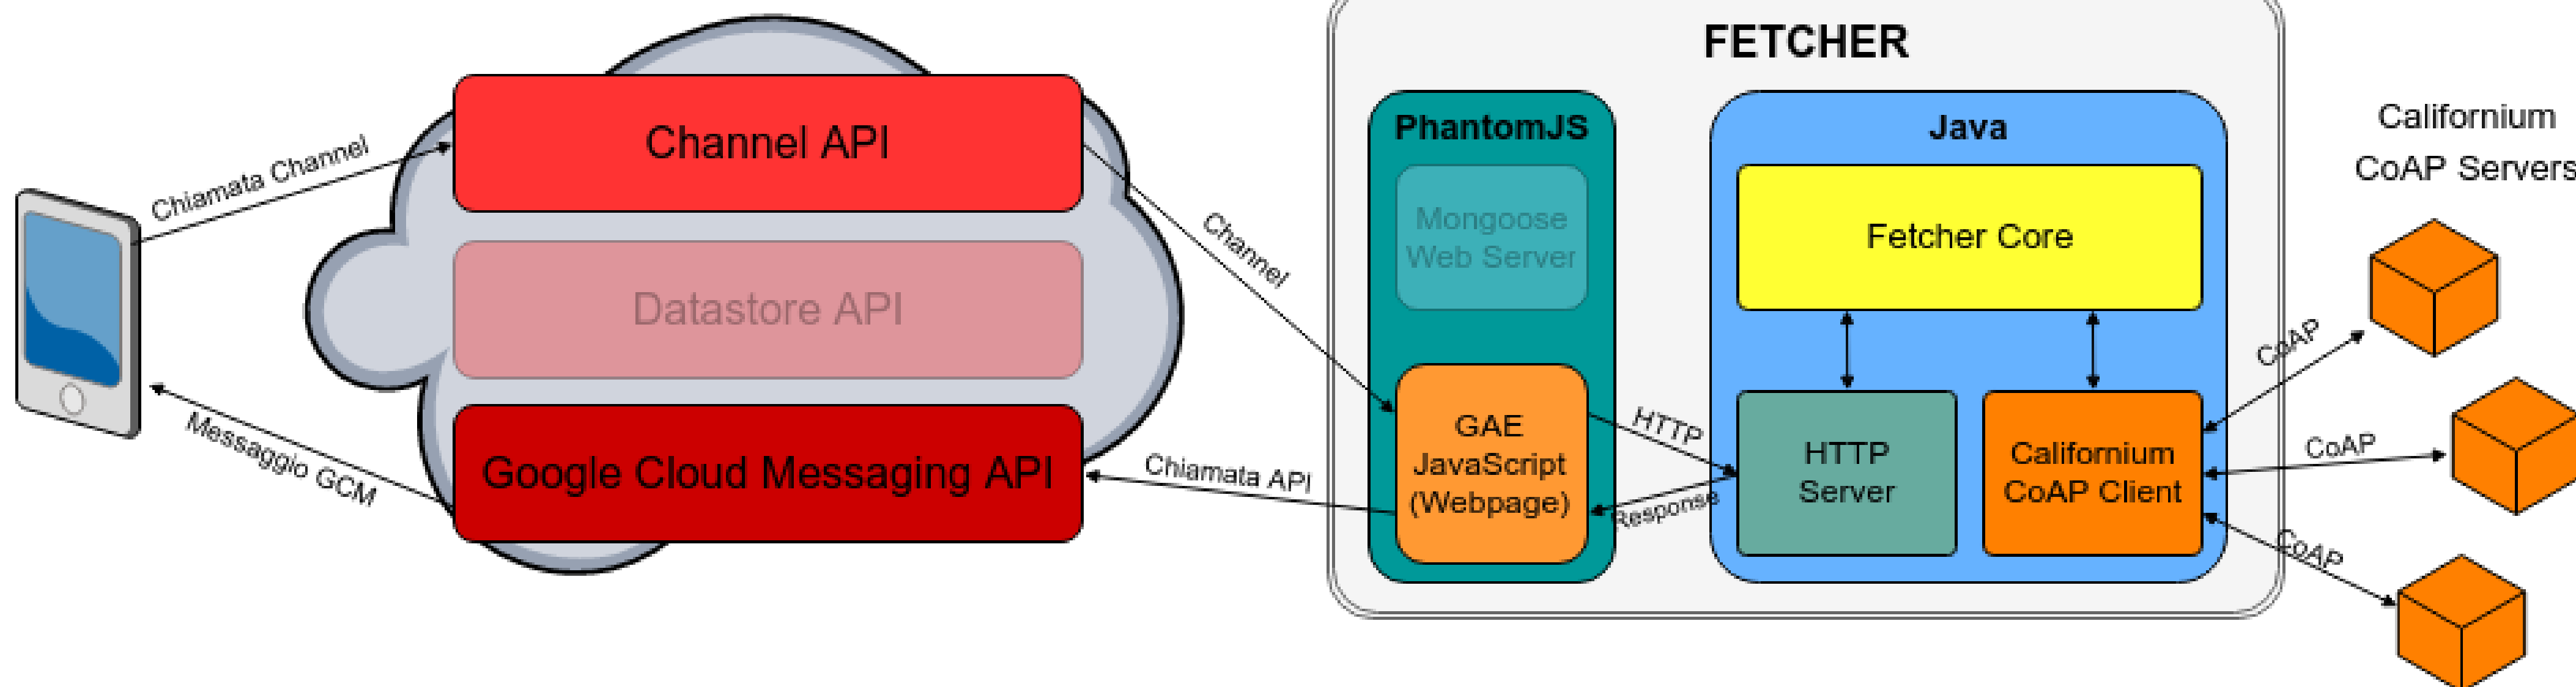 FETCHER
Channel API
Datastore API
Google Cloud Messaging API
Chiamata Channel
Messaggio GCM
Channel
Chiamata API
PhantomJS
Mongoose
Web Server
GAE
JavaScript
(Webpage)
HTTP
Response
Java
Fetcher Core
HTTP
Server
Californium
CoAP Client
Californium
CoAP Servers
CoAP
CoAP
CoAP